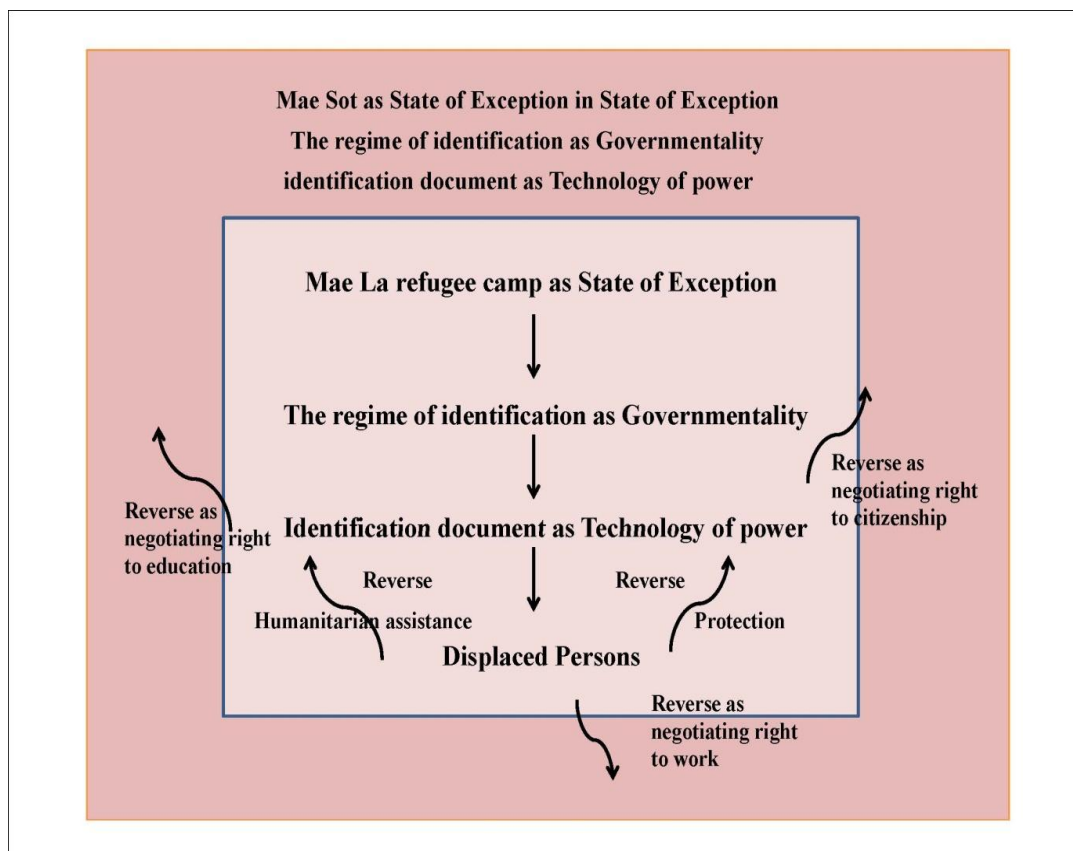 Mae Sot as State of Exception in State of Exception
The regime of identification as Governmentality
identification document as Technology of power
Mae La refugee camp as State of Exception
The regime of identification as Governmentality
Reverse as
negotiating right
to citizenship
Reverse as
negotiating right
to education
Identification document as Technology of power
Reverse
Reverse
Humanitarian assistance
Protection
Displaced Persons
Reverse as
negotiating right
to work